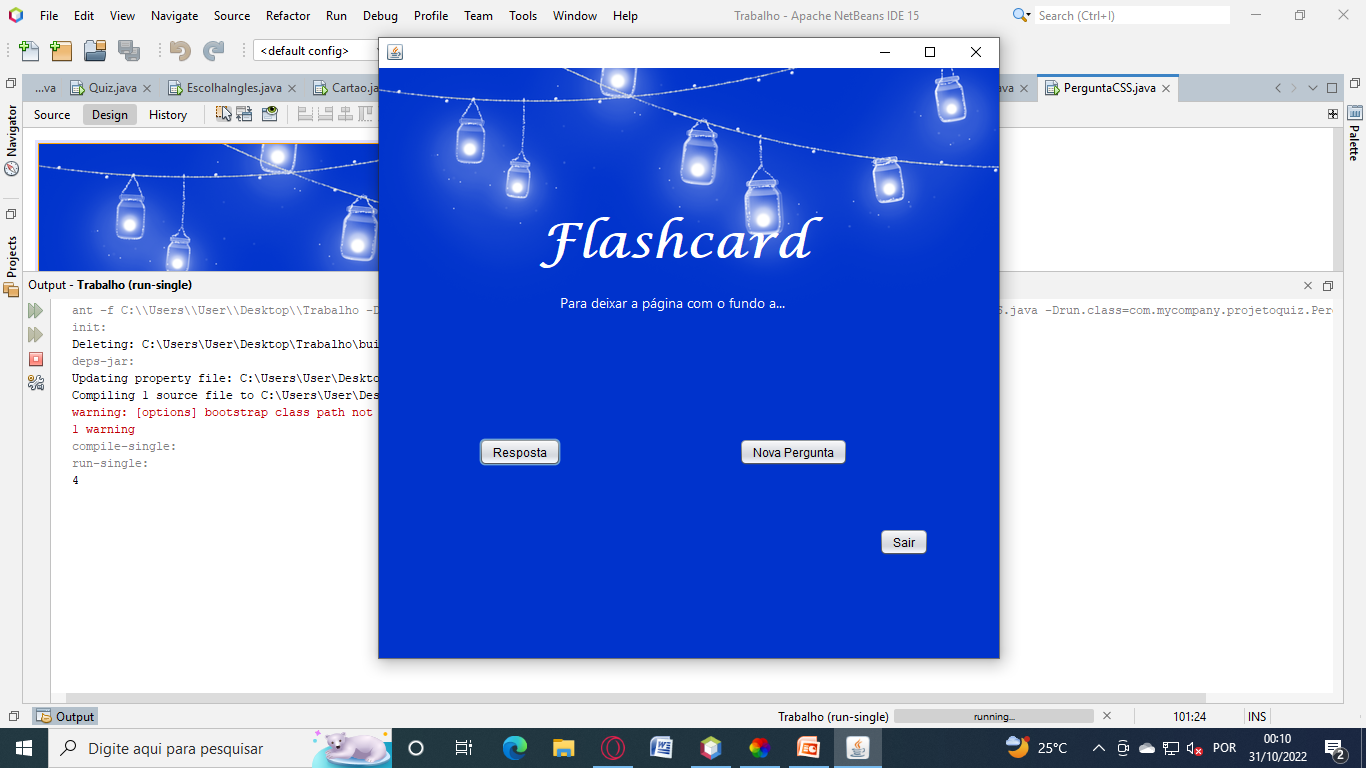 File Edit View Navigate Source Refactor Run Debug Profile Team Tools Window Help
Trabalho - Apache NetBeans IDE 15
Search (Ctrl+I)
<default config>
...va Quiz.java EscolhaIngles.java Cartao.ja
ava PerguntaCSS.java
Source Design History
Navigator
Projects
Palette
Flashcard
Para deixar a página com o fundo a...
Resposta
Nova Pergunta
Sair
Output - Trabalho (run-single)
ant -f C:\\Users\\User\\Desktop\\Trabalho -D
S.java -Drun.class=com.mycompany.projetoquiz.Per
init:
Deleting: C:\Users\User\Desktop\Trabalho\bui
deps-jar:
Updating property file: C:\Users\User\Deskto
Compiling 1 source file to C:\Users\User\Des
warning: [options] bootstrap class path not
1 warning
compile-single:
run-single:
4
Output
Trabalho (run-single)
running...
101:24
INS
Digite aqui para pesquisar
25°C
POR
00:10
31/10/2022
2